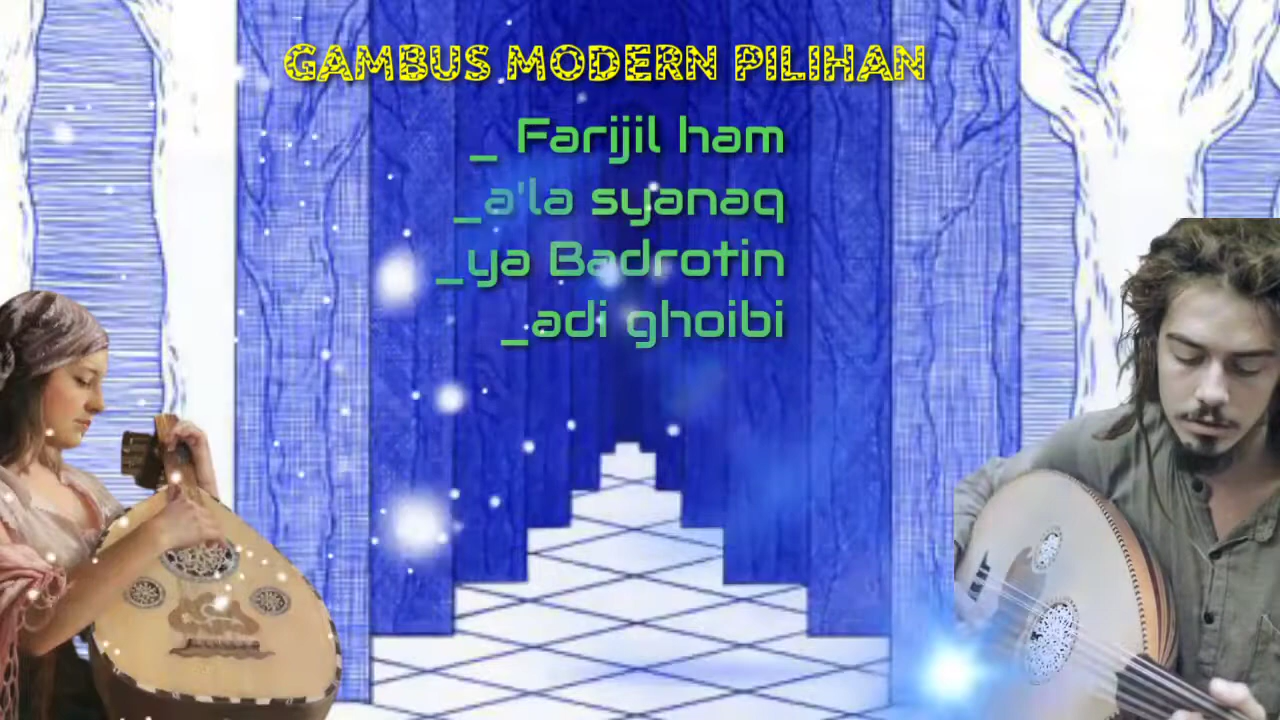 GAMBUS MODERN PILIHAN
_ Farijil ham
_a'la syanaq
_ya Badrotin
_adi ghoibi